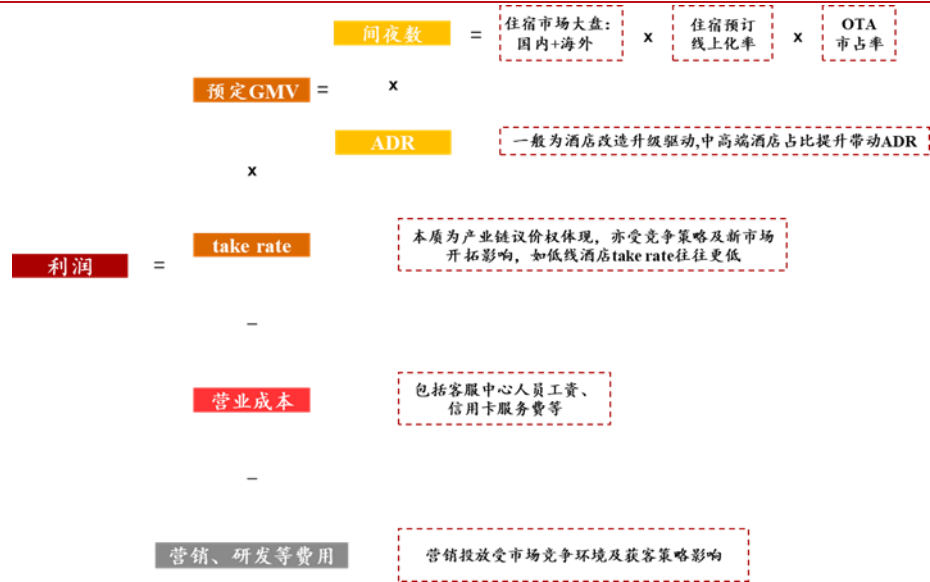 间夜数 = 住宿市场大盘: x 住宿预订 x OTA
国内+海外 线上化率 市占率
预定GMV = x
ADR 一般为酒店改造升级驱动,中高端酒店占比提升带动ADR
x
take rate 本质为产业链议价权体现，亦受竞争策略及新市场
开拓影响，如低线酒店take rate往往更低
利润 =
–
营业成本 包括客服中心人员工资、
信用卡服务费等
–
营销、研发等费用 营销投放受市场竞争环境及获客策略影响